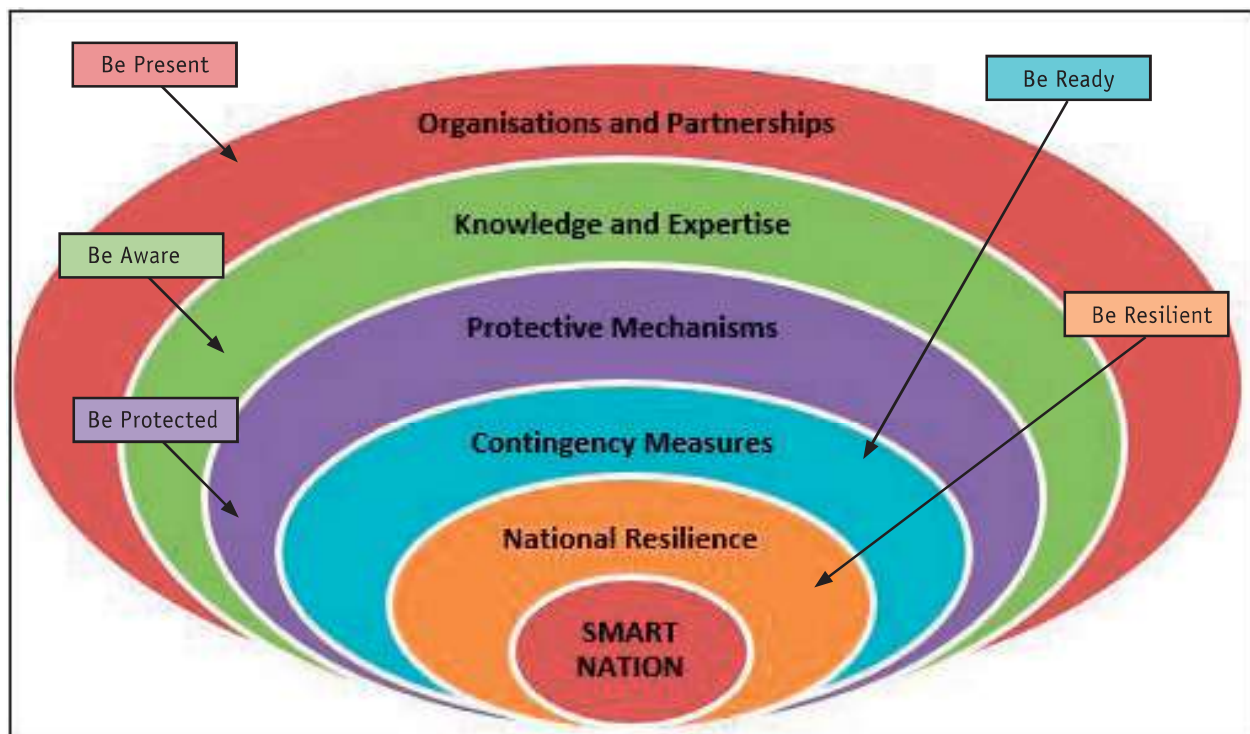 Be Present
Be Ready
Organisations and Partnerships
Knowledge and Expertise
Be Aware
Be Resilient
Protective Mechanisms
Be Protected
Contingency Measures
National Resilience
SMART
NATION